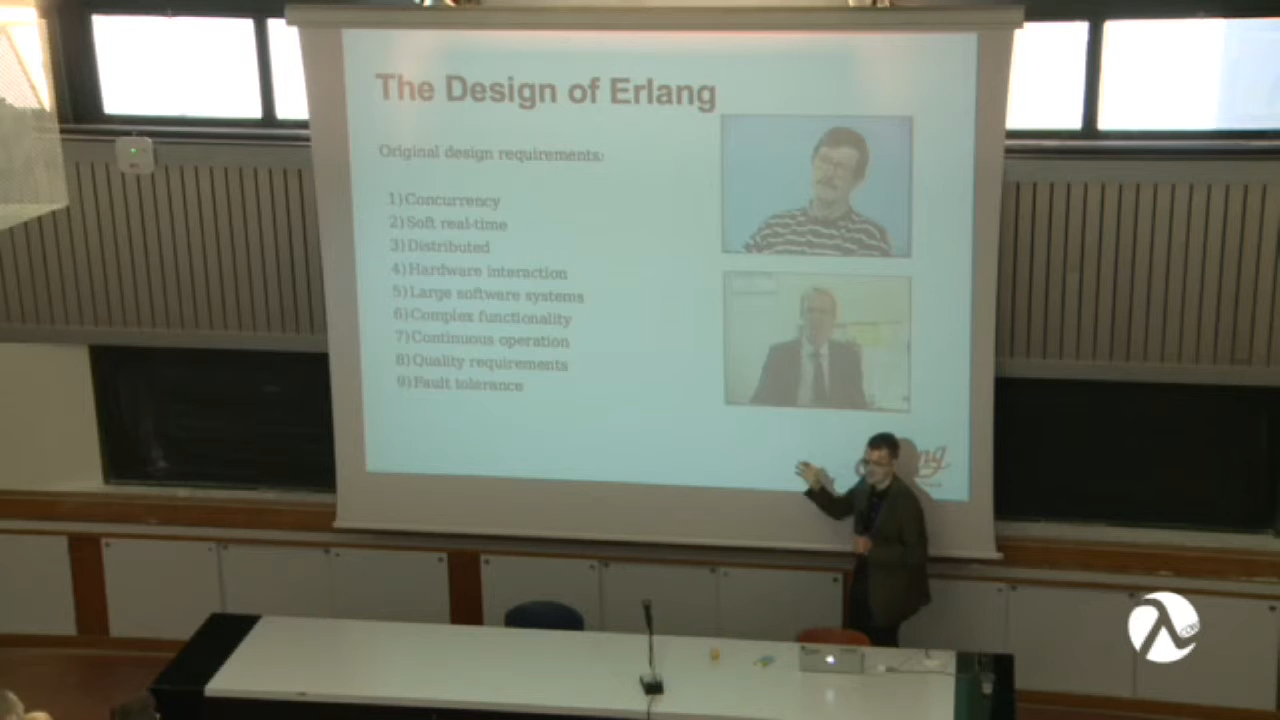 The Design of Erlang
Original design requirements:
1) Concurrency
2) Soft real-time
3) Distributed
4) Hardware interaction
5) Large software systems
6) Complex functionality
7) Continuous operation
8) Quality requirements
9) Fault tolerance
λ